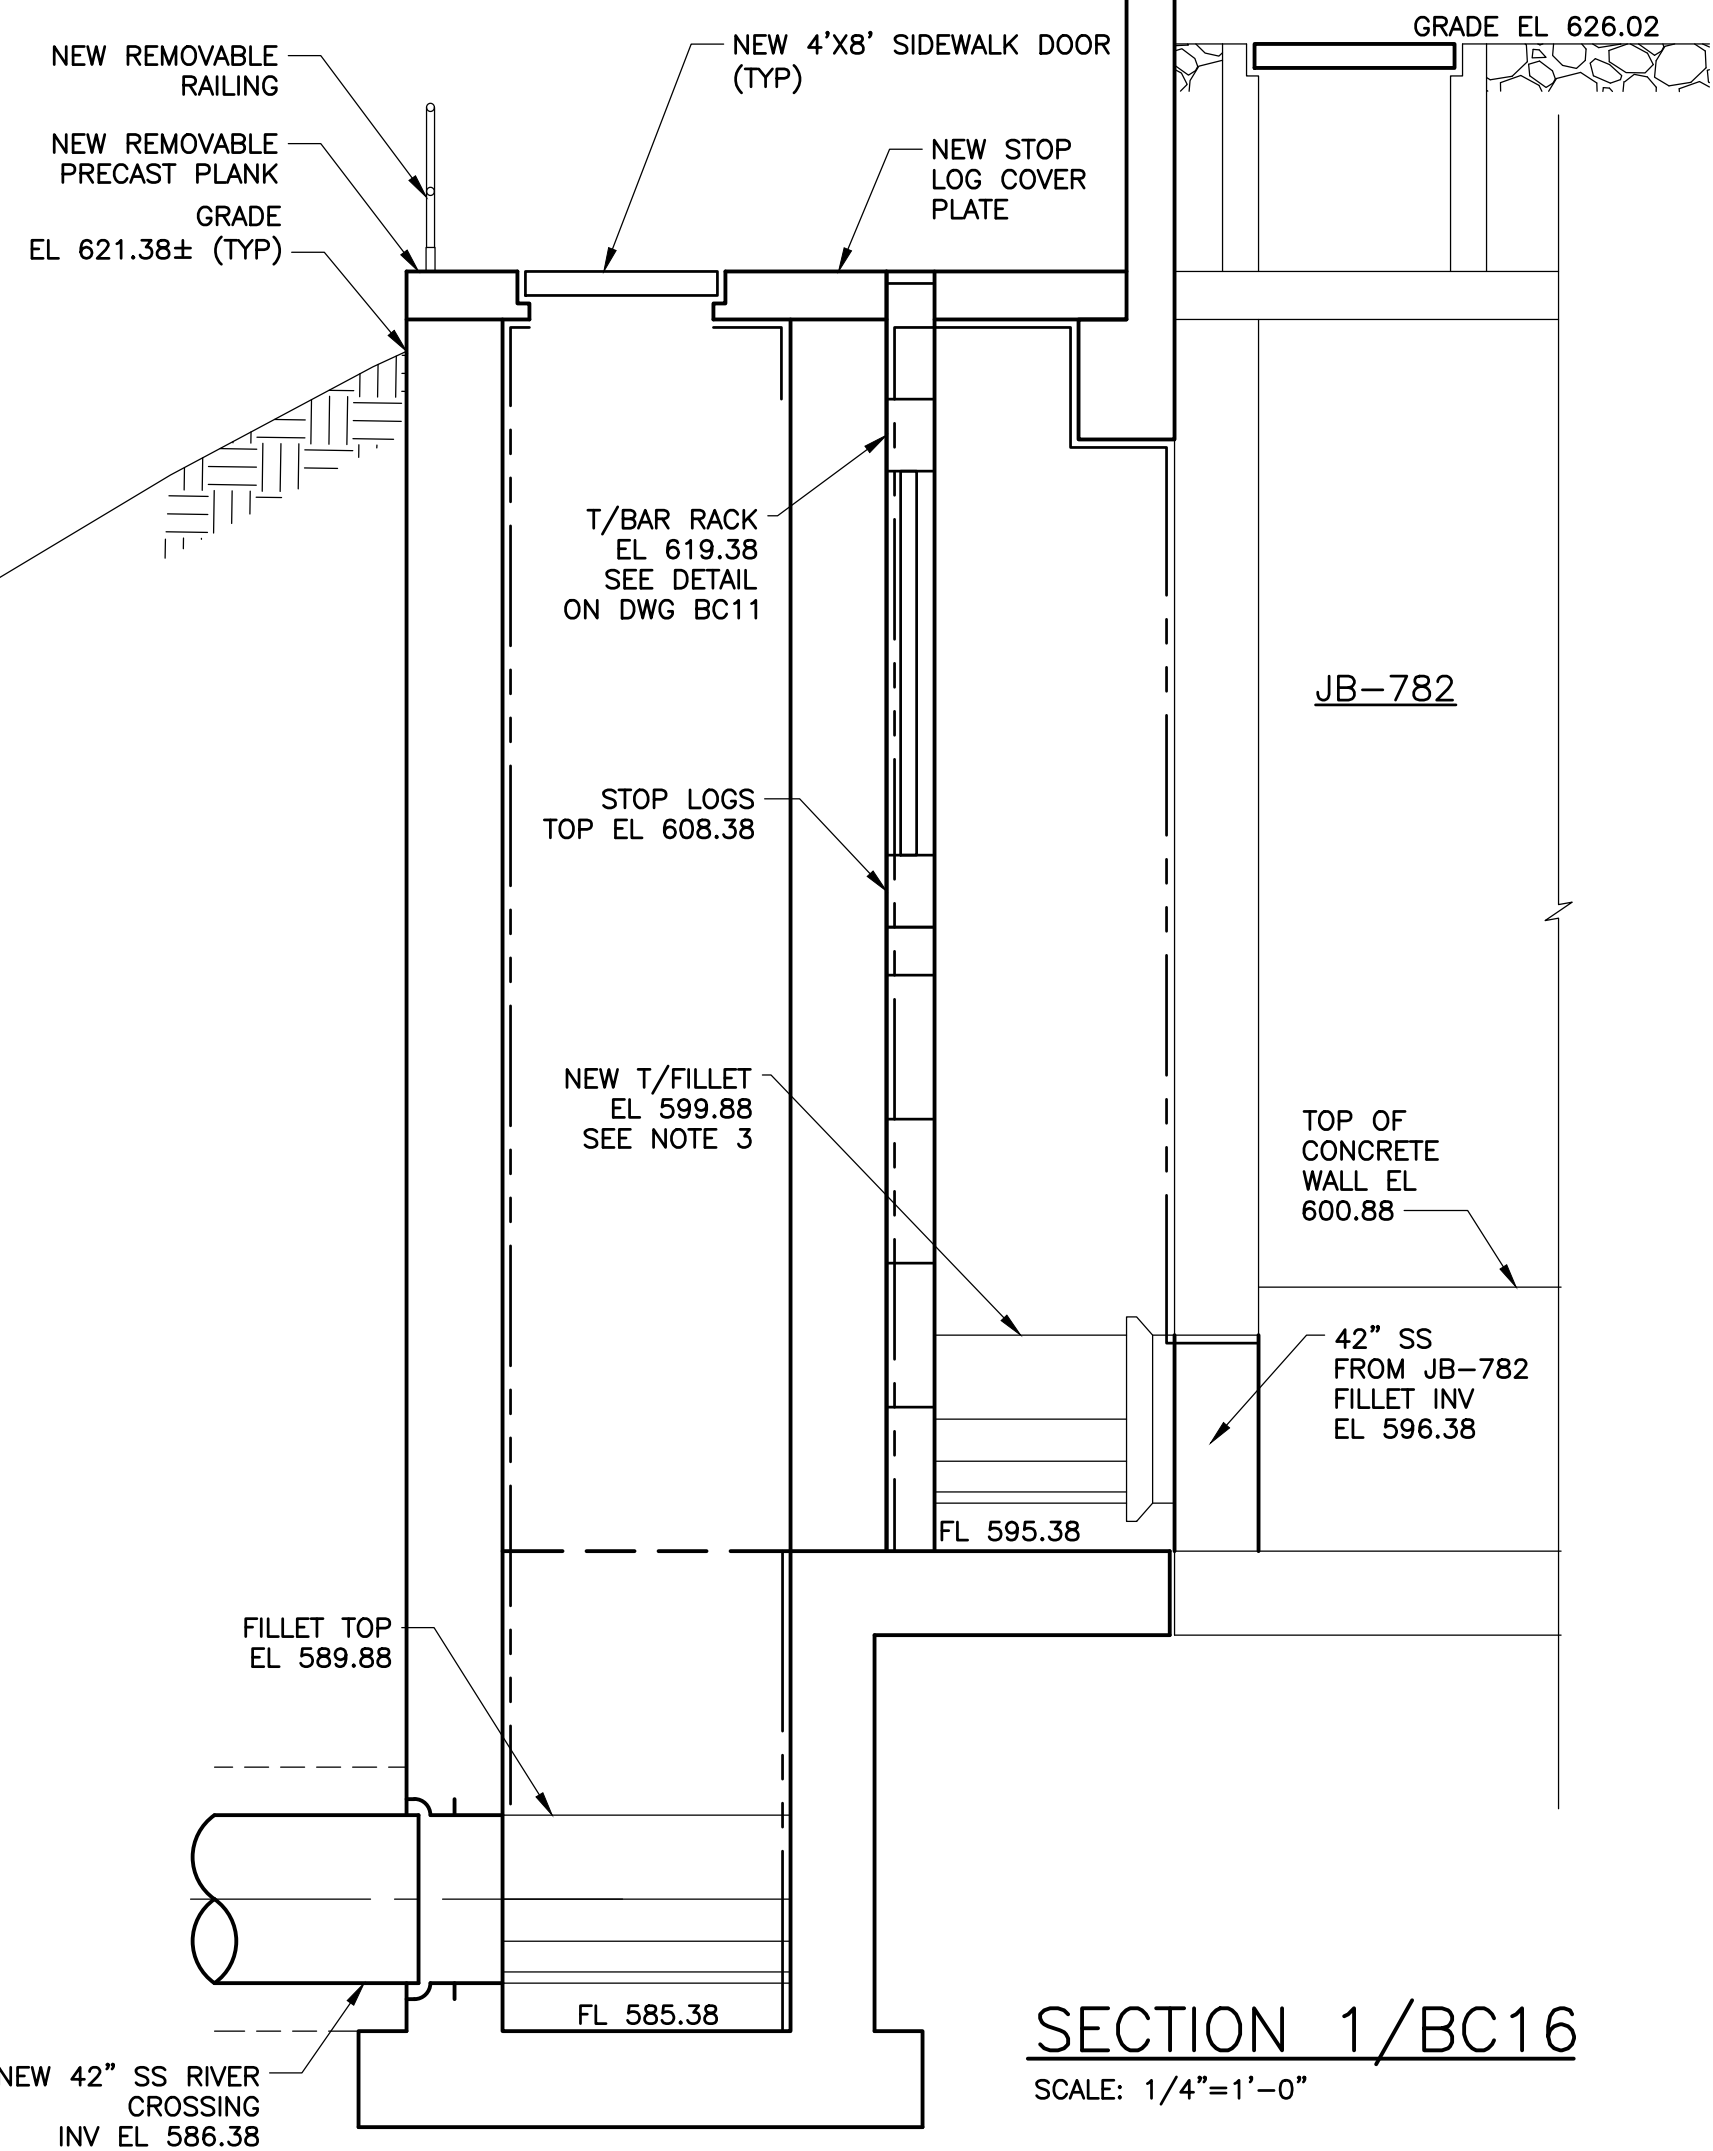 GRADE EL 626.02
NEW REMOVABLE
RAILING
NEW 4'X8' SIDEWALK DOOR
(TYP)
NEW REMOVABLE
PRECAST PLANK
NEW STOP
LOG COVER
PLATE
GRADE
EL 621.38± (TYP)
T/BAR RACK
EL 619.38
SEE DETAIL
ON DWG BC11
JB-782
STOP LOGS
TOP EL 608.38
NEW T/FILLET
EL 599.88
SEE NOTE 3
TOP OF
CONCRETE
WALL EL
600.88
42" SS
FROM JB-782
FILLET INV
EL 596.38
FL 595.38
FILLET TOP
EL 589.88
FL 585.38
NEW 42" SS RIVER
CROSSING
INV EL 586.38
SECTION 1/BC16
SCALE: 1/4"=1'-0"